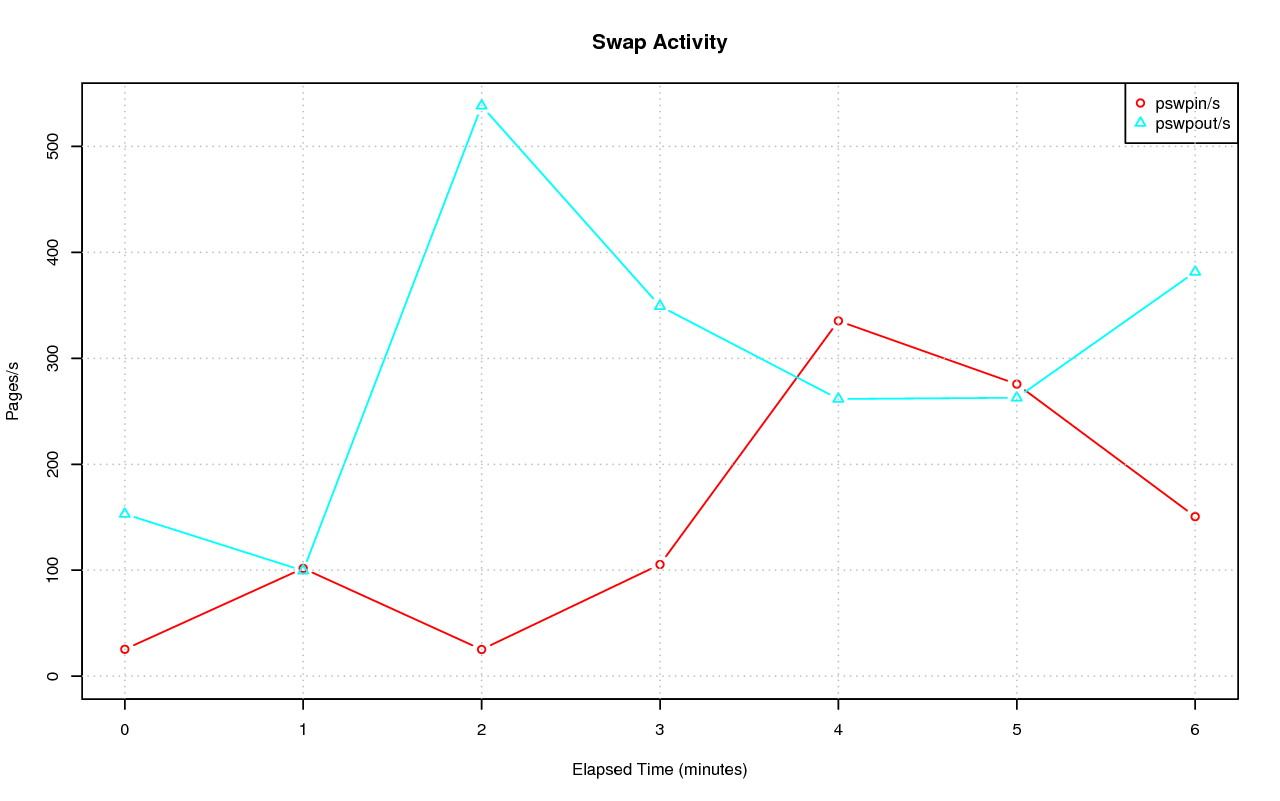 Swap Activity
pswpin/s
pswpout/s
500
400
300
200
100
0
Pages/s
0 1 2 3 4 5 6
Elapsed Time (minutes)